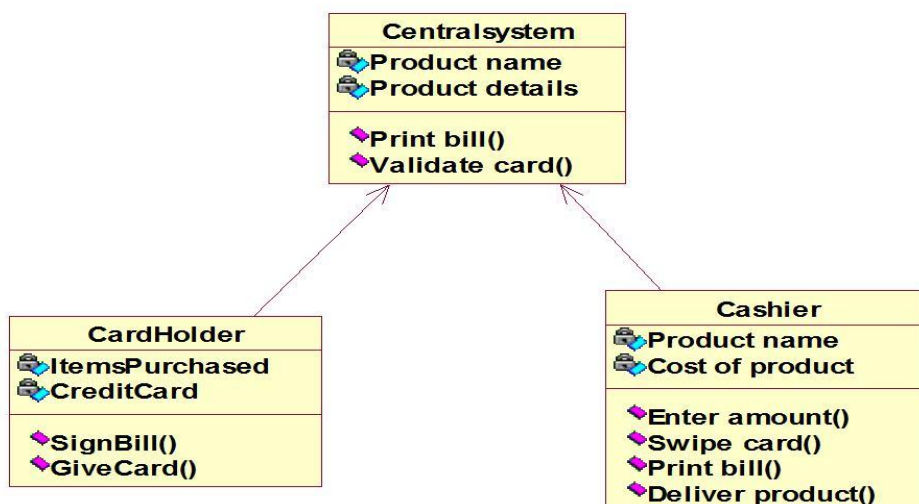 Centralsystem
Product name
Product details
Print bill()
Validate card()
CardHolder
ItemsPurchased
CreditCard
SignBill()
GiveCard()
Cashier
Product name
Cost of product
Enter amount()
Swipe card()
Print bill()
Deliver product()